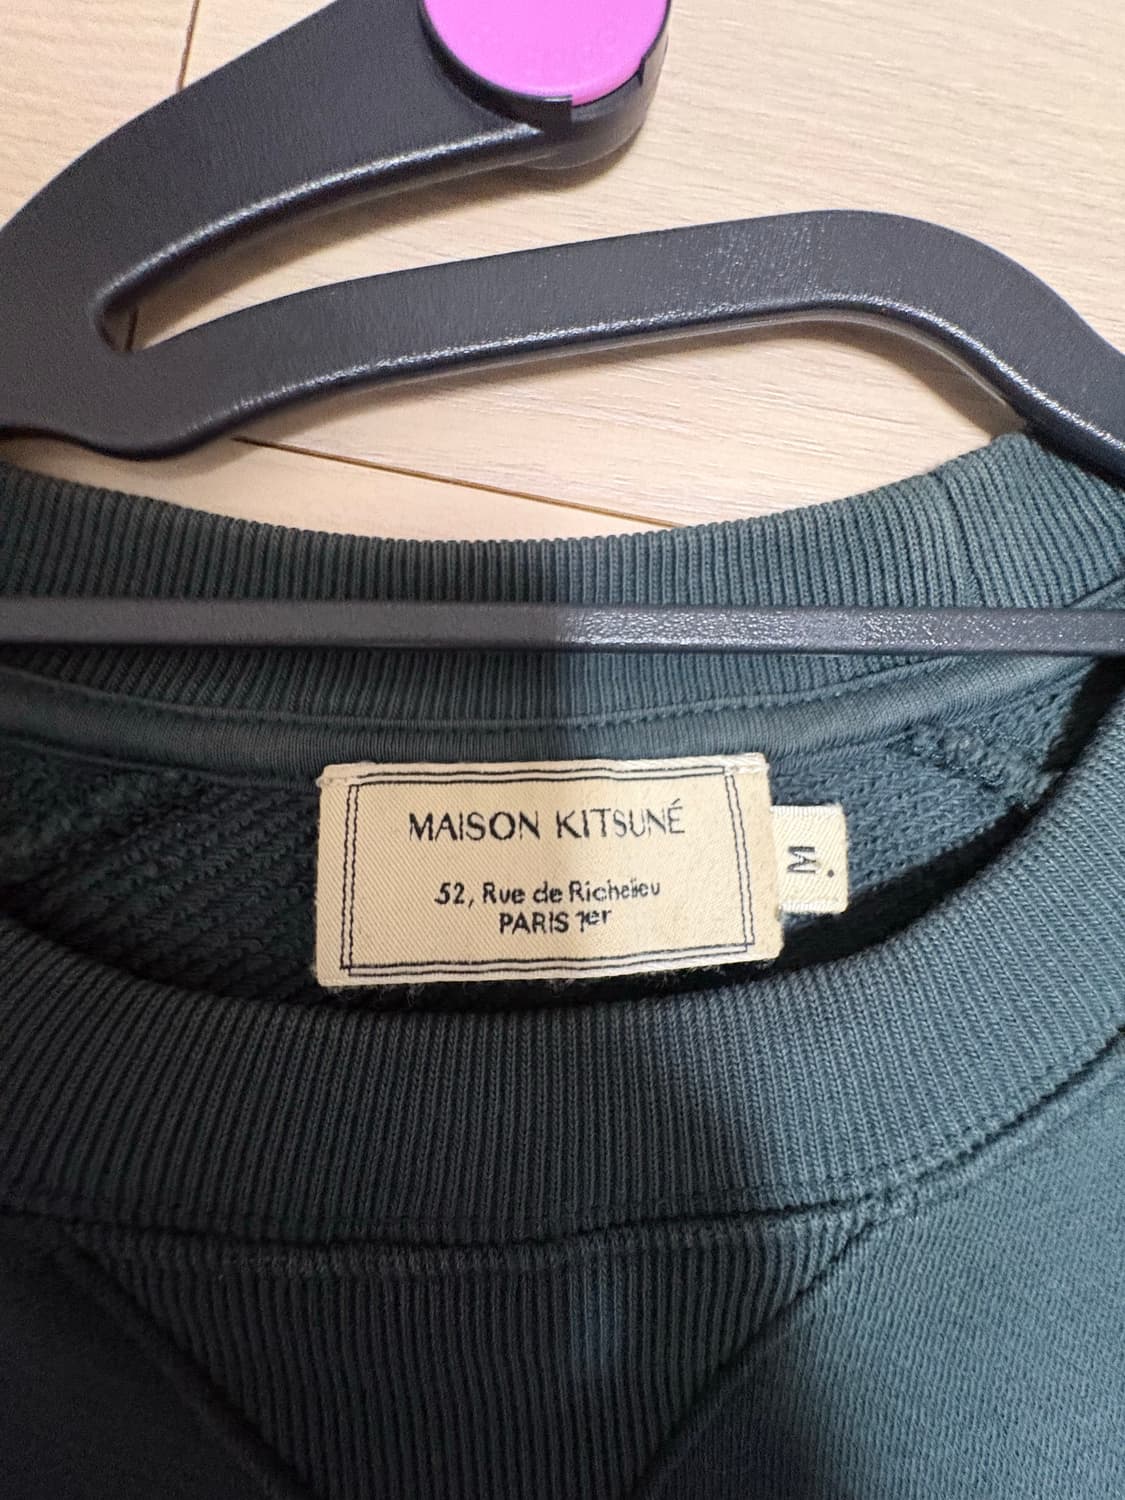 MAISON KITSUNÉ
52, Rue de Richelieu
PARIS 1er
M.